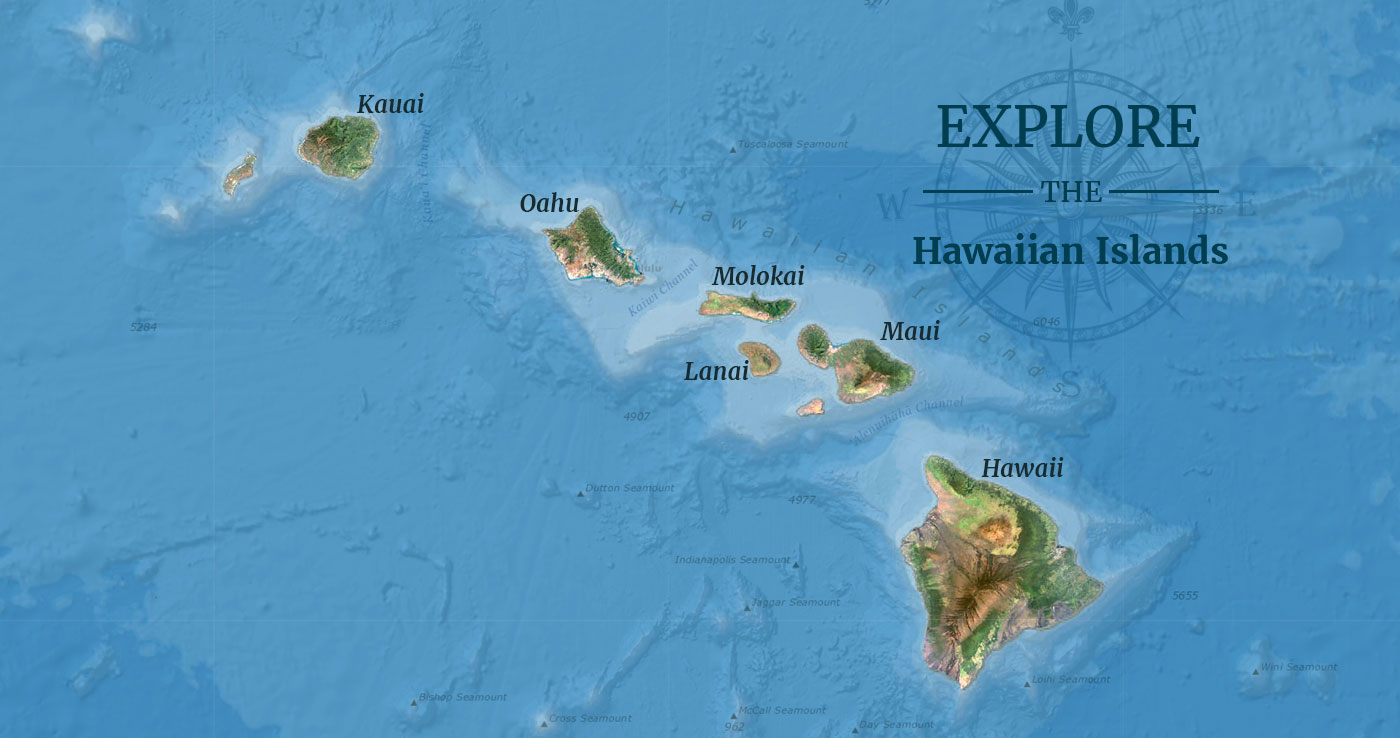 Kauai
EXPLORE
Tuscaloosa Seamount
THE
Oahu
W
E
Hawaiian Islands
5336
Hawaiian Islands
Kaiwi Channel
Molokai
5284
6046
Maui
Lanai
S
4907
Alenuihaha Channel
Hawaii
Dutton Seamount
4977
Indianapolis Seamount
Jaggar Seamount
5655
Wini Seamount
Loihi Seamount
Bishop Seamount
McCall Seamount
Cross Seamount
962
Day Seamount